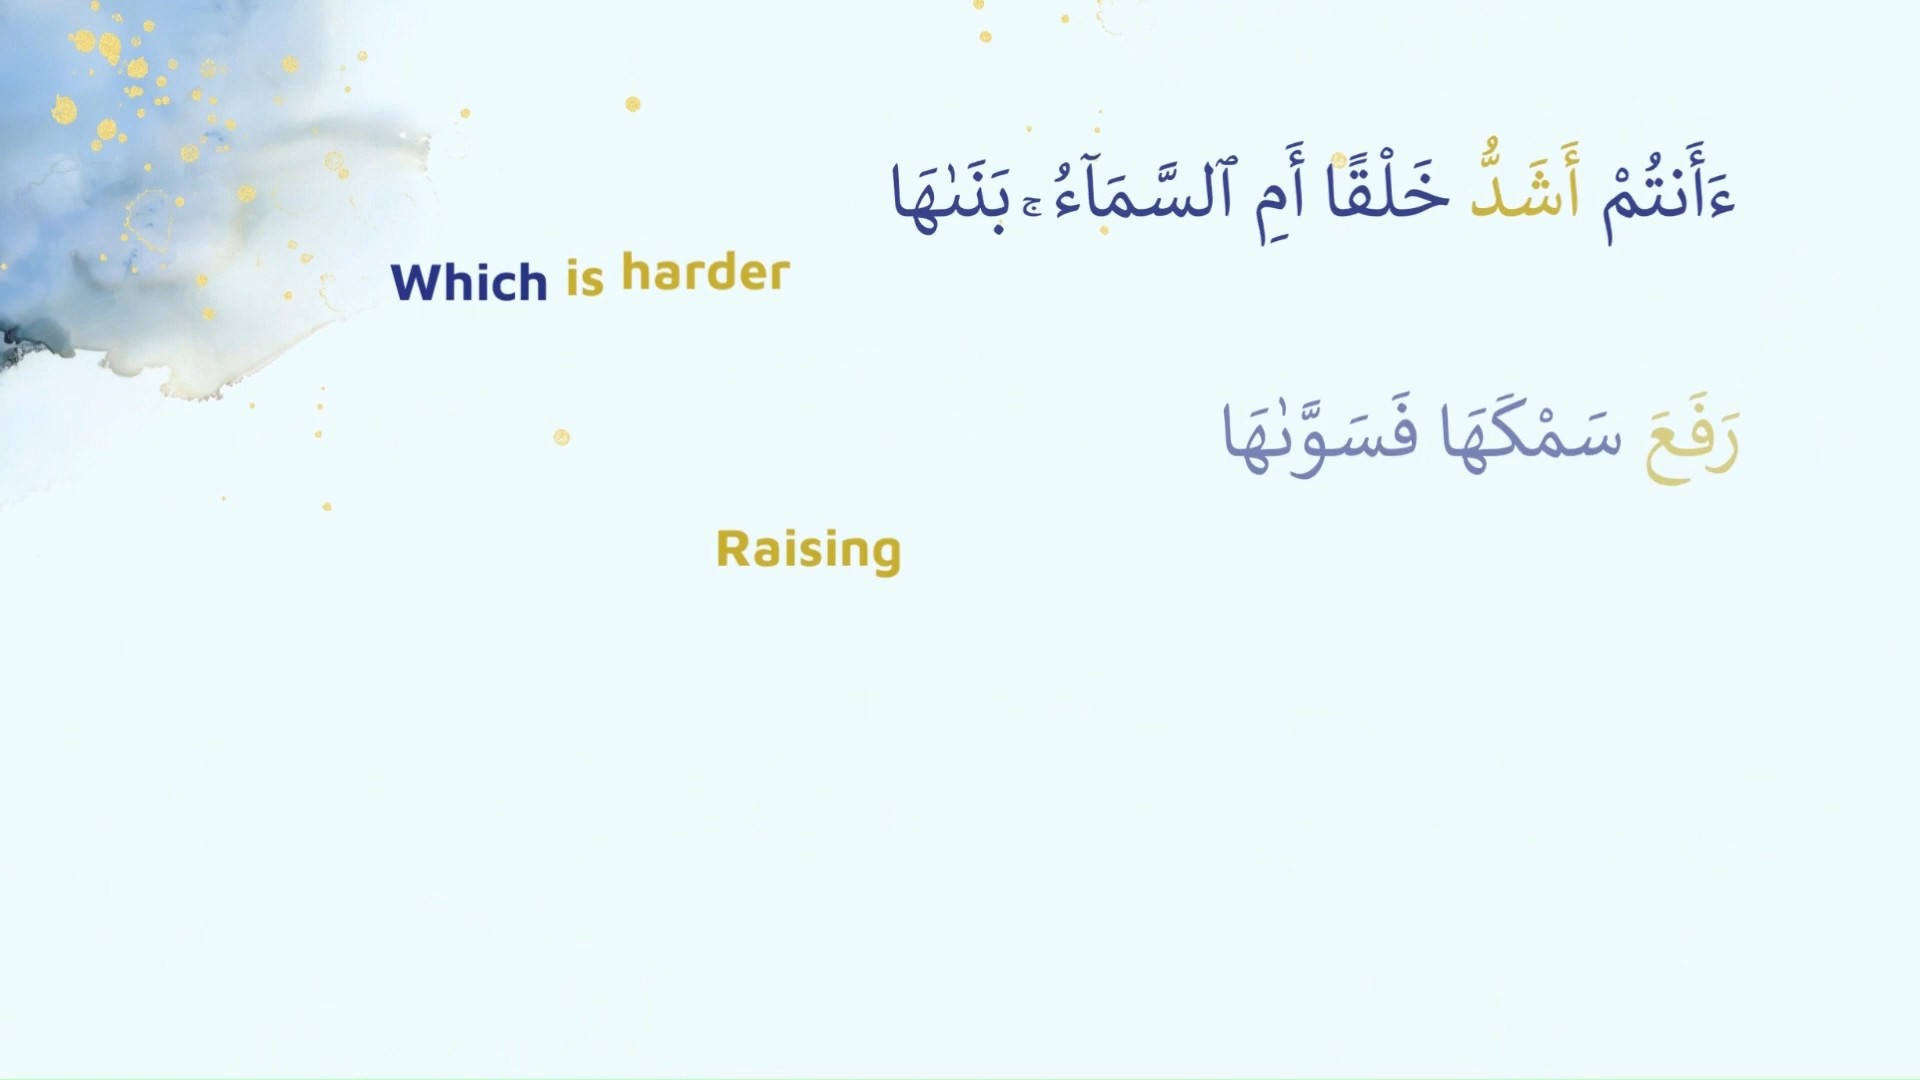 ءَأَنتُمْ أَشَدُّ خَلْقًا أَمِ ٱلسَّمَآءُ ۚ بَنَىٰهَا
Which is harder
رَفَعَ سَمْكَهَا فَسَوَّىٰهَا
Raising